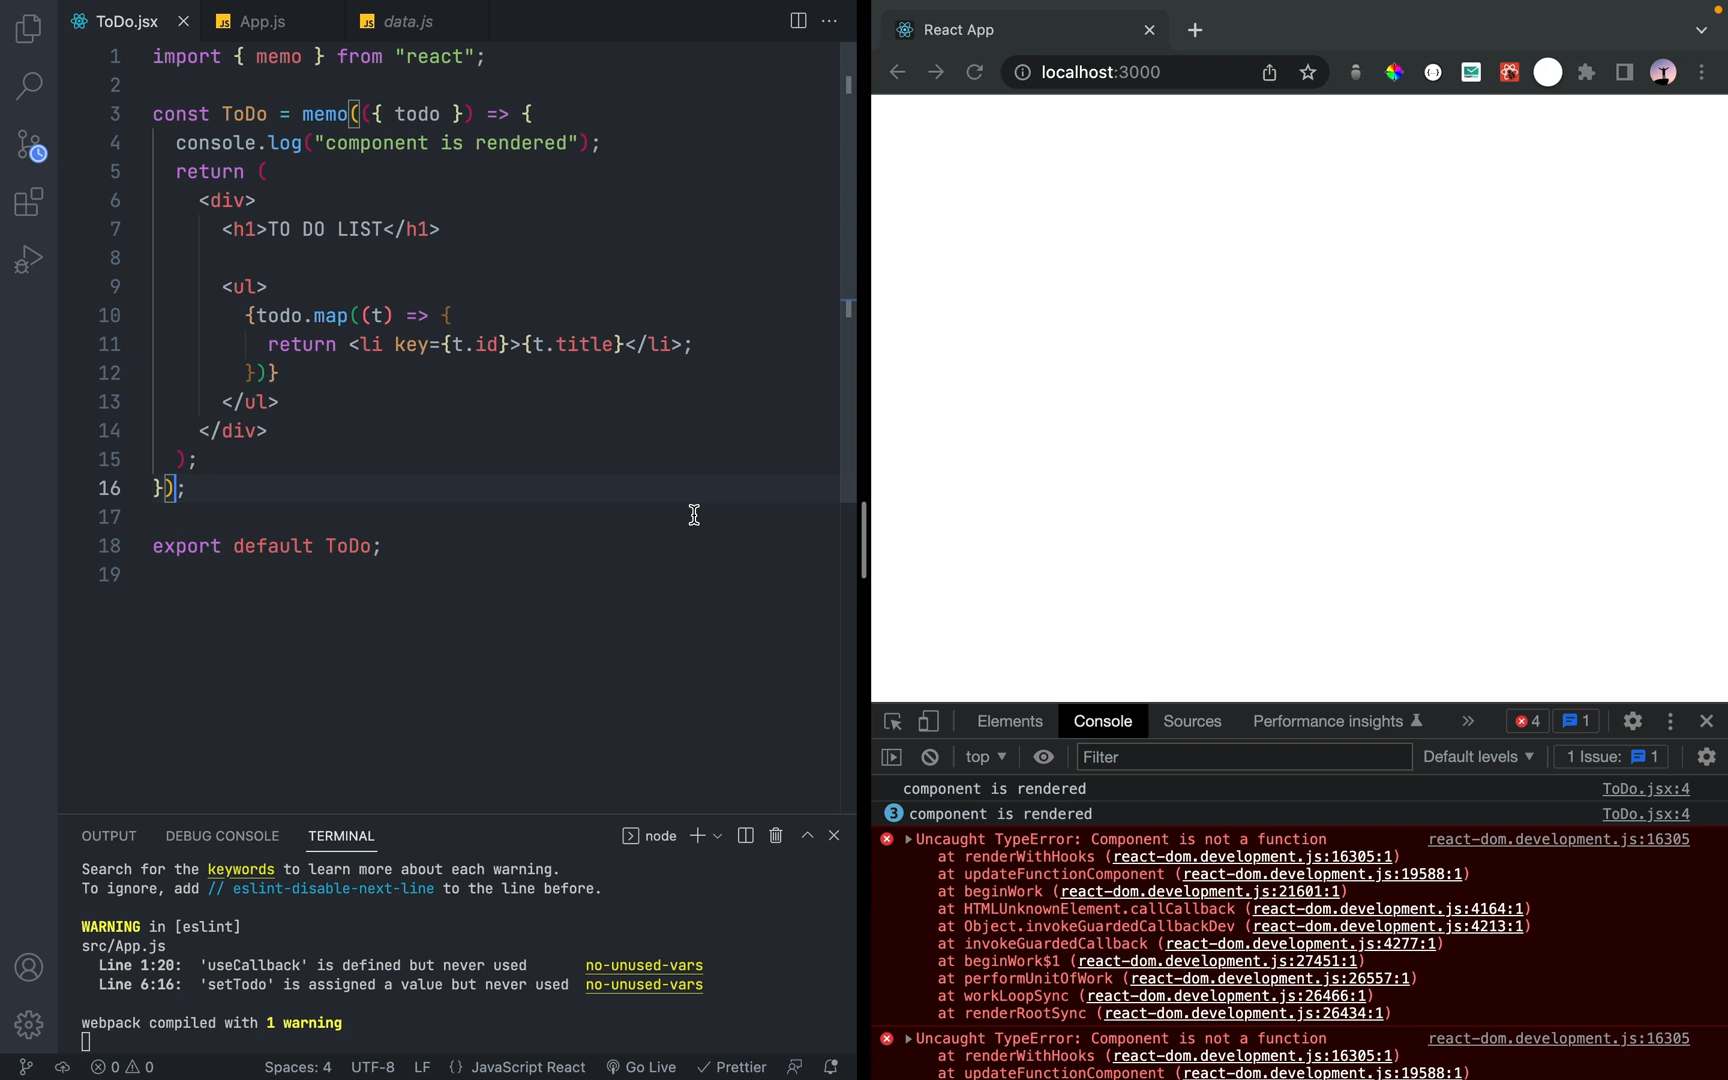 ToDo.jsx
App.js
data.js
1 import { memo } from "react";
2
3 const ToDo = memo(({ todo }) => {
4 console.log("component is rendered");
5 return (
6 <div>
7 <h1>TO DO LIST</h1>
8
9 <ul>
10 {todo.map((t) => {
11 return <li key={t.id}>{t.title}</li>;
12 })}
13 </ul>
14 </div>
15 );
16 });
17
18 export default ToDo;
19
OUTPUT DEBUG CONSOLE TERMINAL node
Search for the keywords to learn more about each warning.
To ignore, add // eslint-disable-next-line to the line before.
WARNING in [eslint]
src/App.js
Line 1:20: 'useCallback' is defined but never used no-unused-vars
Line 6:16: 'setTodo' is assigned a value but never used no-unused-vars
webpack compiled with 1 warning
0 0 Spaces: 4 UTF-8 LF {} JavaScript React Go Live Prettier
React App
localhost:3000
Elements Console Sources Performance insights 4 1
top Filter Default levels 1 Issue: 1
component is rendered ToDo.jsx:4
3 component is rendered ToDo.jsx:4
Uncaught TypeError: Component is not a function react-dom.development.js:16305
at renderWithHooks (react-dom.development.js:16305:1)
at updateFunctionComponent (react-dom.development.js:19588:1)
at beginWork (react-dom.development.js:21601:1)
at HTMLUnknownElement.callCallback (react-dom.development.js:4164:1)
at Object.invokeGuardedCallbackDev (react-dom.development.js:4213:1)
at invokeGuardedCallback (react-dom.development.js:4277:1)
at beginWork$1 (react-dom.development.js:27451:1)
at performUnitOfWork (react-dom.development.js:26557:1)
at workLoopSync (react-dom.development.js:26466:1)
at renderRootSync (react-dom.development.js:26434:1)
Uncaught TypeError: Component is not a function react-dom.development.js:16305
at renderWithHooks (react-dom.development.js:16305:1)
at updateFunctionComponent (react-dom.development.js:19588:1)